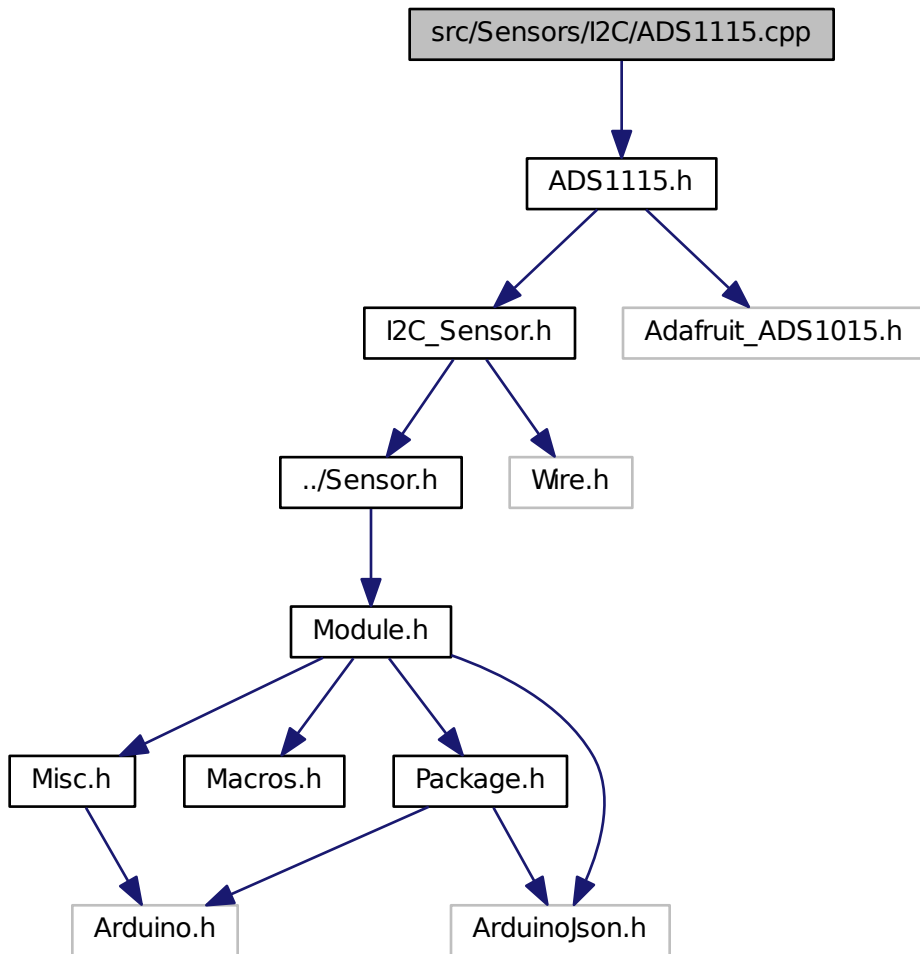 src/Sensors/I2C/ADS1115.cpp
ADS1115.h
I2C_Sensor.h
Adafruit_ADS1015.h
../Sensor.h
Wire.h
Module.h
Misc.h
Macros.h
Package.h
Arduino.h
ArduinoJson.h